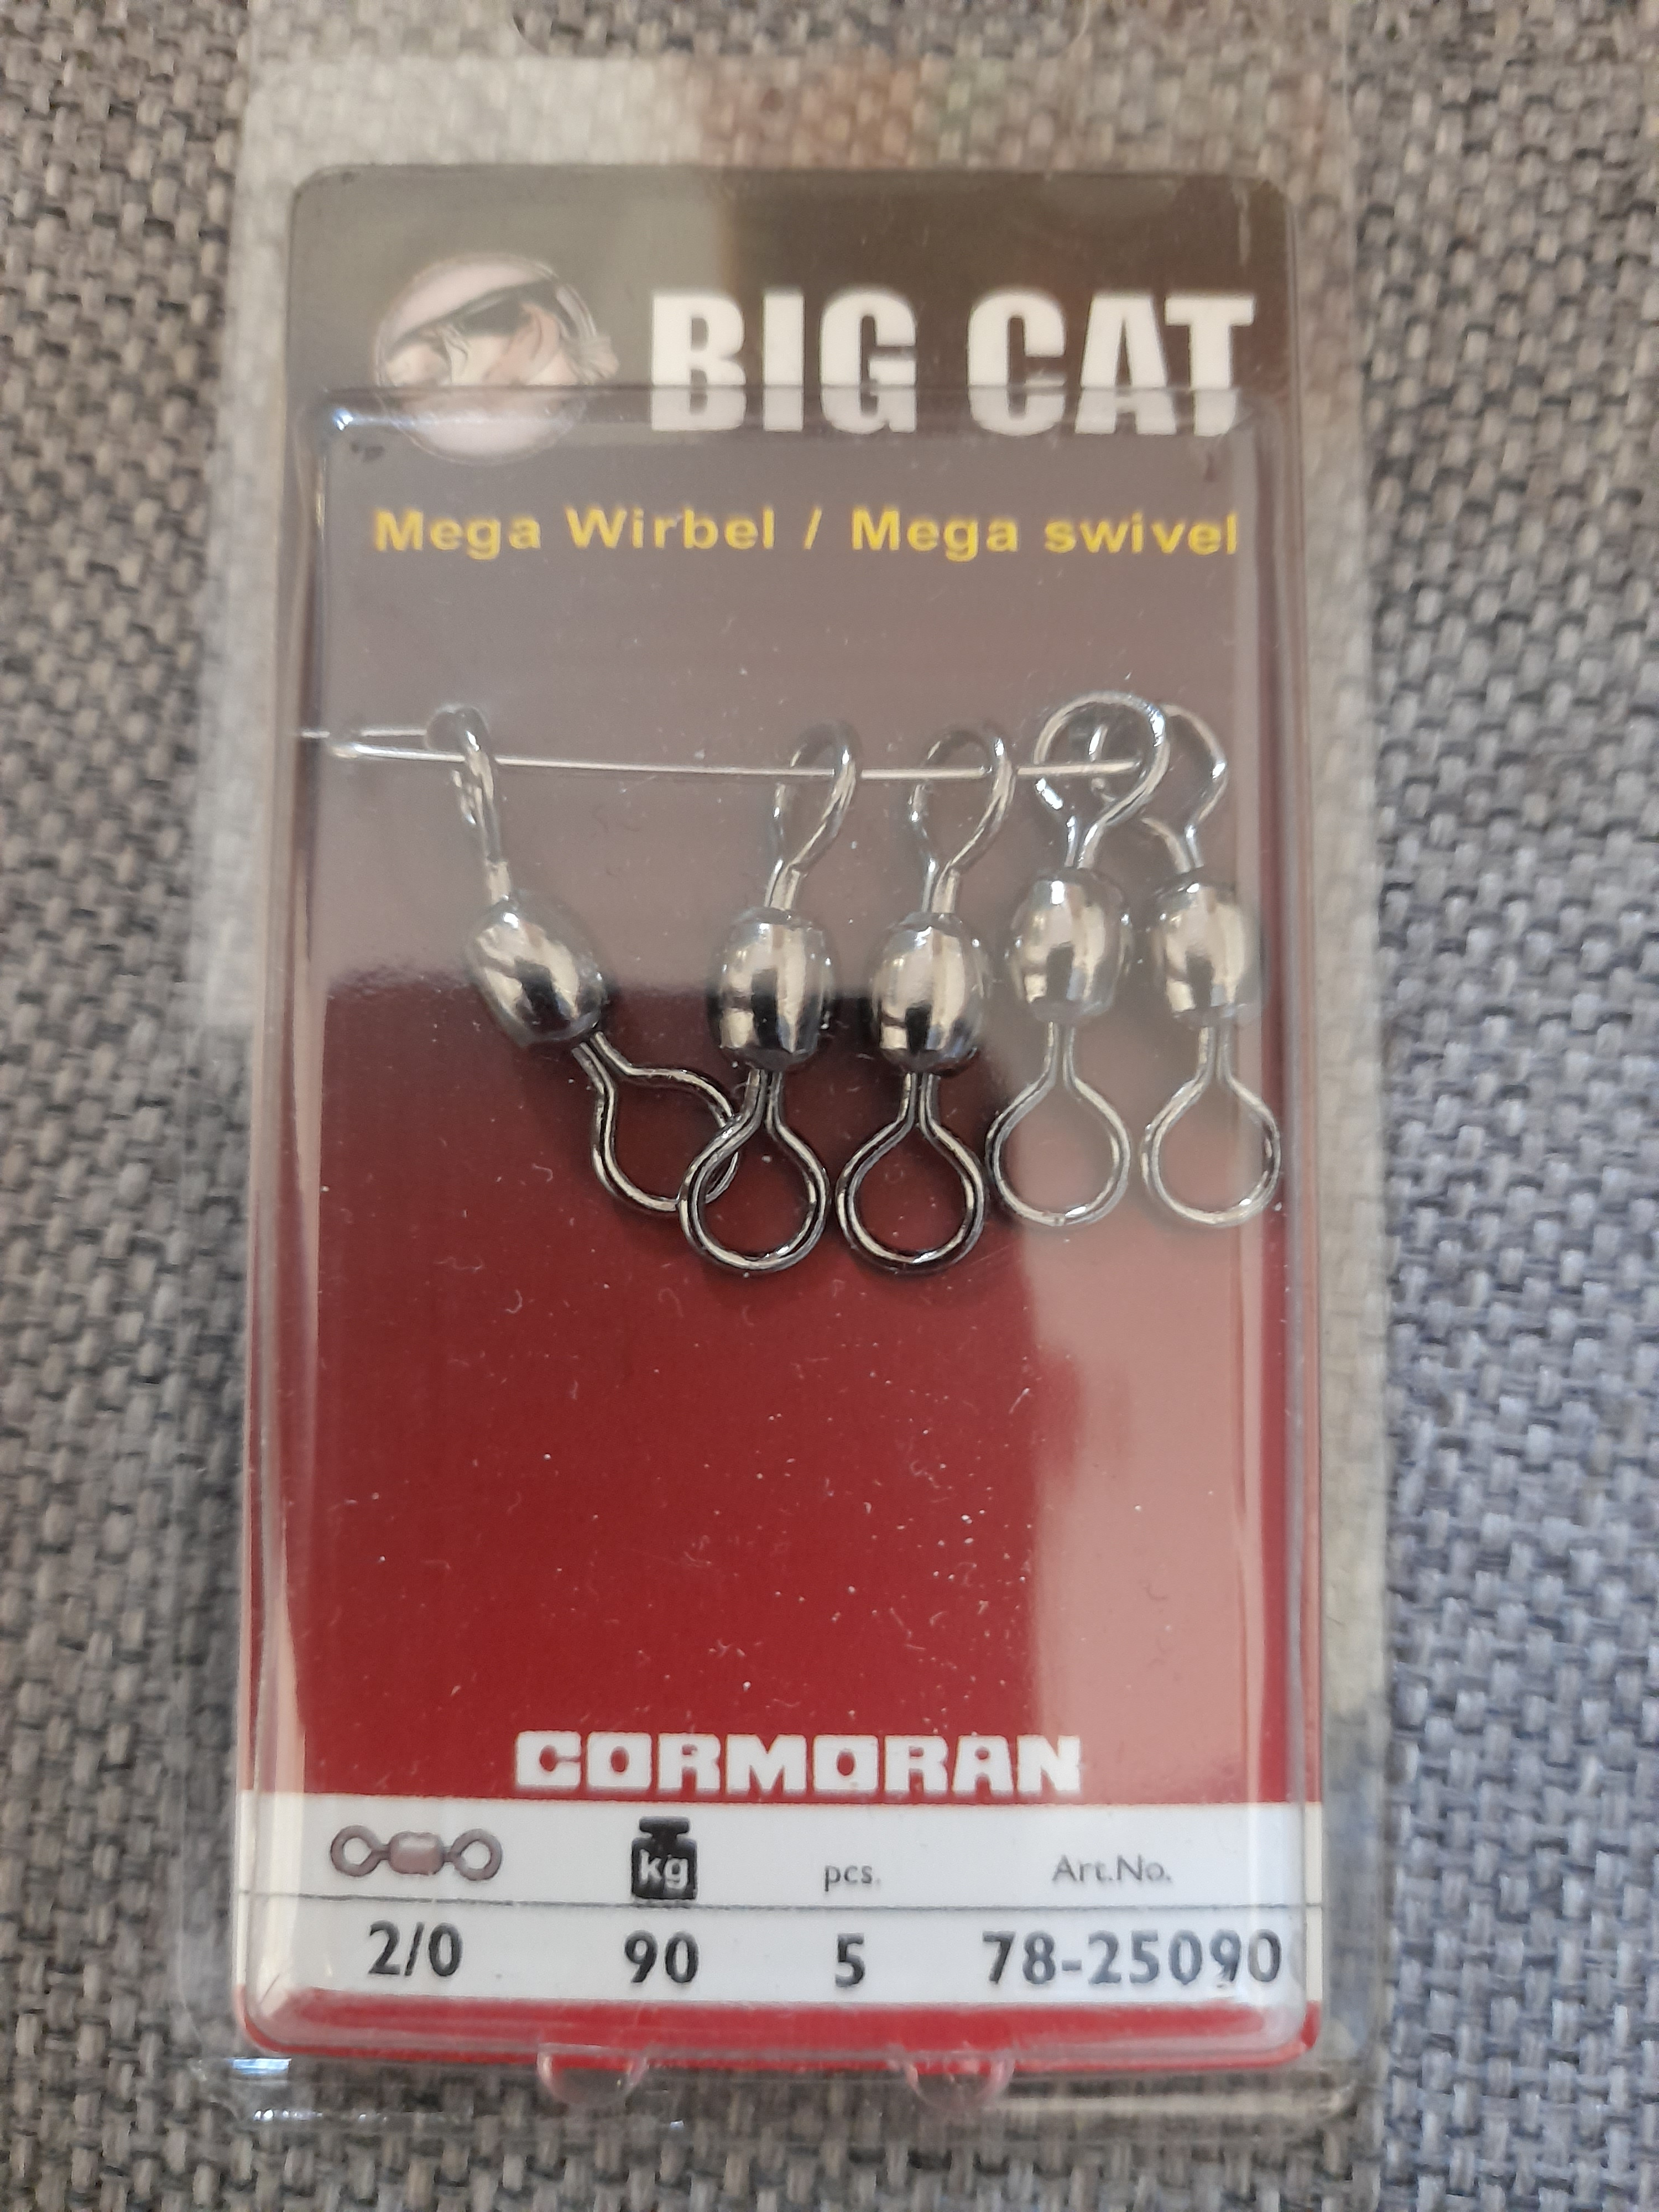 BIG CAT
Mega Wirbel / Mega swivel
CORMORAN
kg pcs. Art.No.
2/0 90 5 78-25090